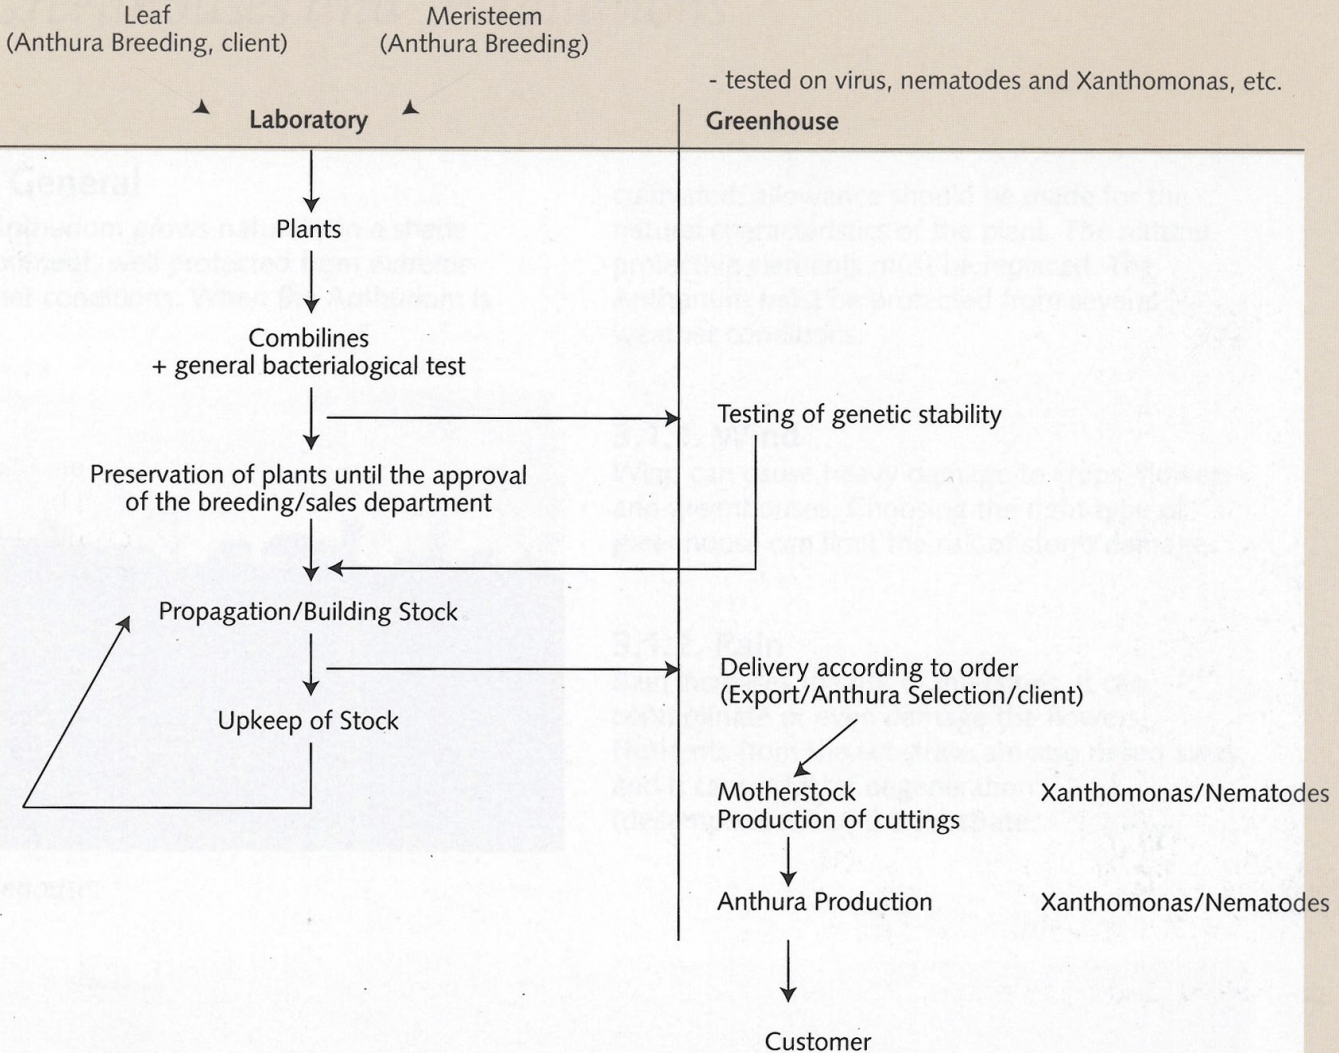 Leaf
(Anthura Breeding, client)
Meristeem
(Anthura Breeding)
- tested on virus, nematodes and Xanthomonas, etc.
Laboratory
Greenhouse
Plants
Combilines
+ general bacterialogical test
Testing of genetic stability
Preservation of plants until the approval
of the breeding/sales department
Propagation/Building Stock
Delivery according to order
(Export/Anthura Selection/client)
Upkeep of Stock
Motherstock
Production of cuttings
Xanthomonas/Nematodes
Anthura Production
Xanthomonas/Nematodes
Customer